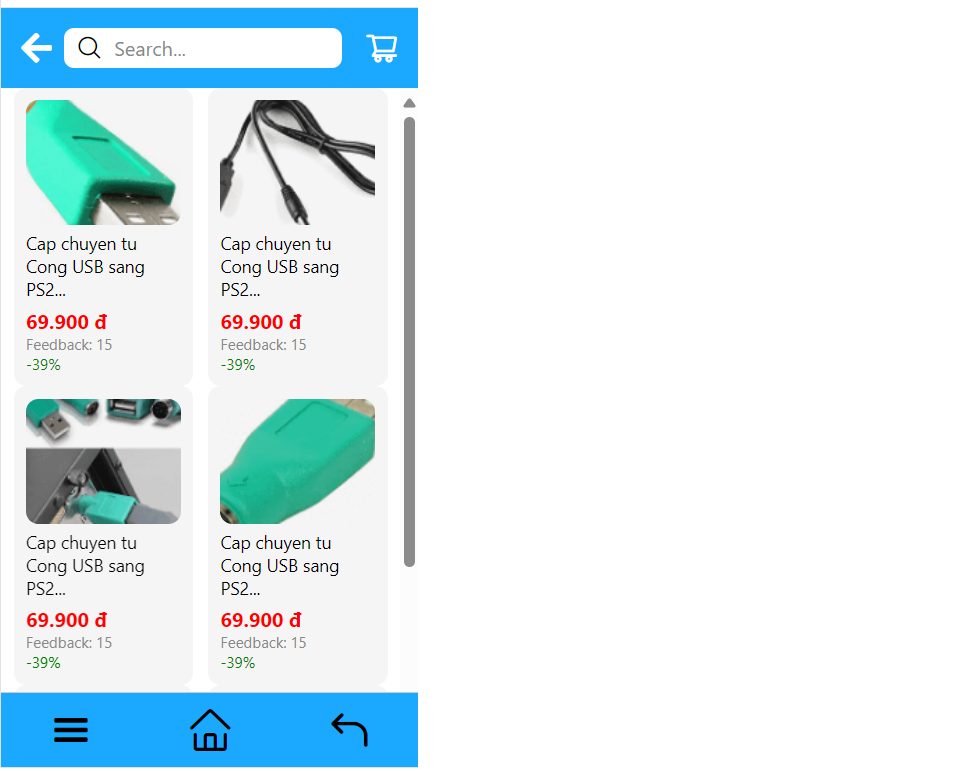 Search...
Cap chuyen tu
Cong USB sang
PS2...
69.900 đ
Feedback: 15
-39%
Cap chuyen tu
Cong USB sang
PS2...
69.900 đ
Feedback: 15
-39%
Cap chuyen tu
Cong USB sang
PS2...
69.900 đ
Feedback: 15
-39%
Cap chuyen tu
Cong USB sang
PS2...
69.900 đ
Feedback: 15
-39%